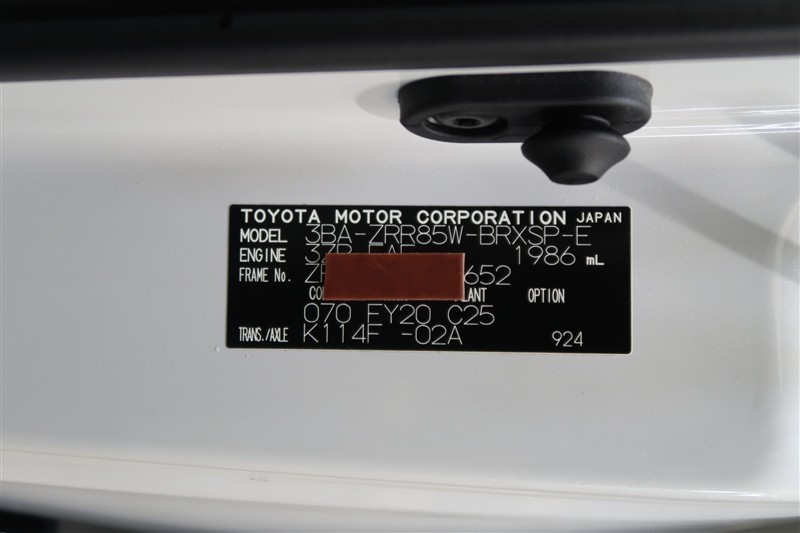 TOYOTA MOTOR CORPORATION JAPAN
MODEL 3BA-ZRR85W-BRXSP-E
ENGINE 1986 mL
FRAME No. 652
OPTION
070 FY20 C25
TRANS./AXLE K114F -02A 924